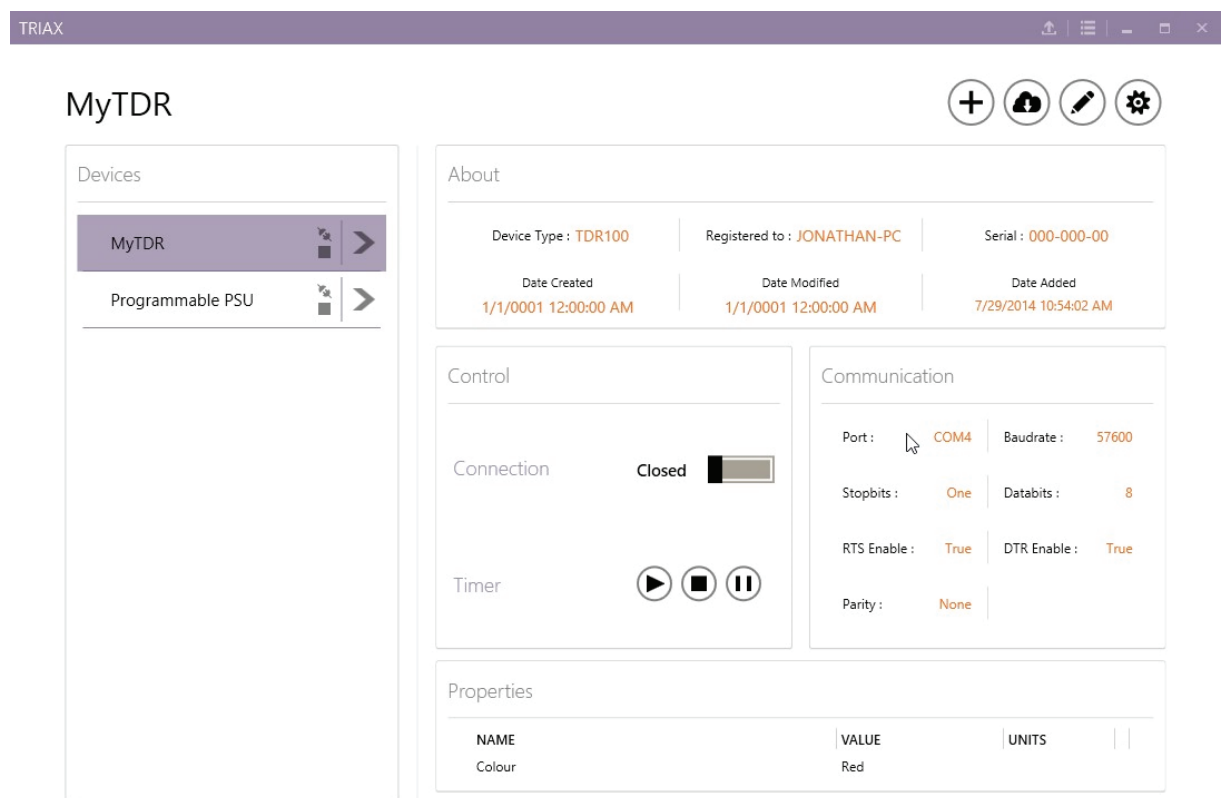 TRIAX
MyTDR
Devices
MyTDR
Programmable PSU
About
Device Type : TDR100
Registered to : JONATHAN-PC
Serial : 000-000-00
Date Created
Date Modified
Date Added
1/1/0001 12:00:00 AM
1/1/0001 12:00:00 AM
7/29/2014 10:54:02 AM
Control
Connection Closed
Timer
Communication
Port : COM4 Baudrate : 57600
Stopbits : One Databits : 8
RTS Enable : True DTR Enable : True
Parity : None
Properties
NAME VALUE UNITS
Colour Red